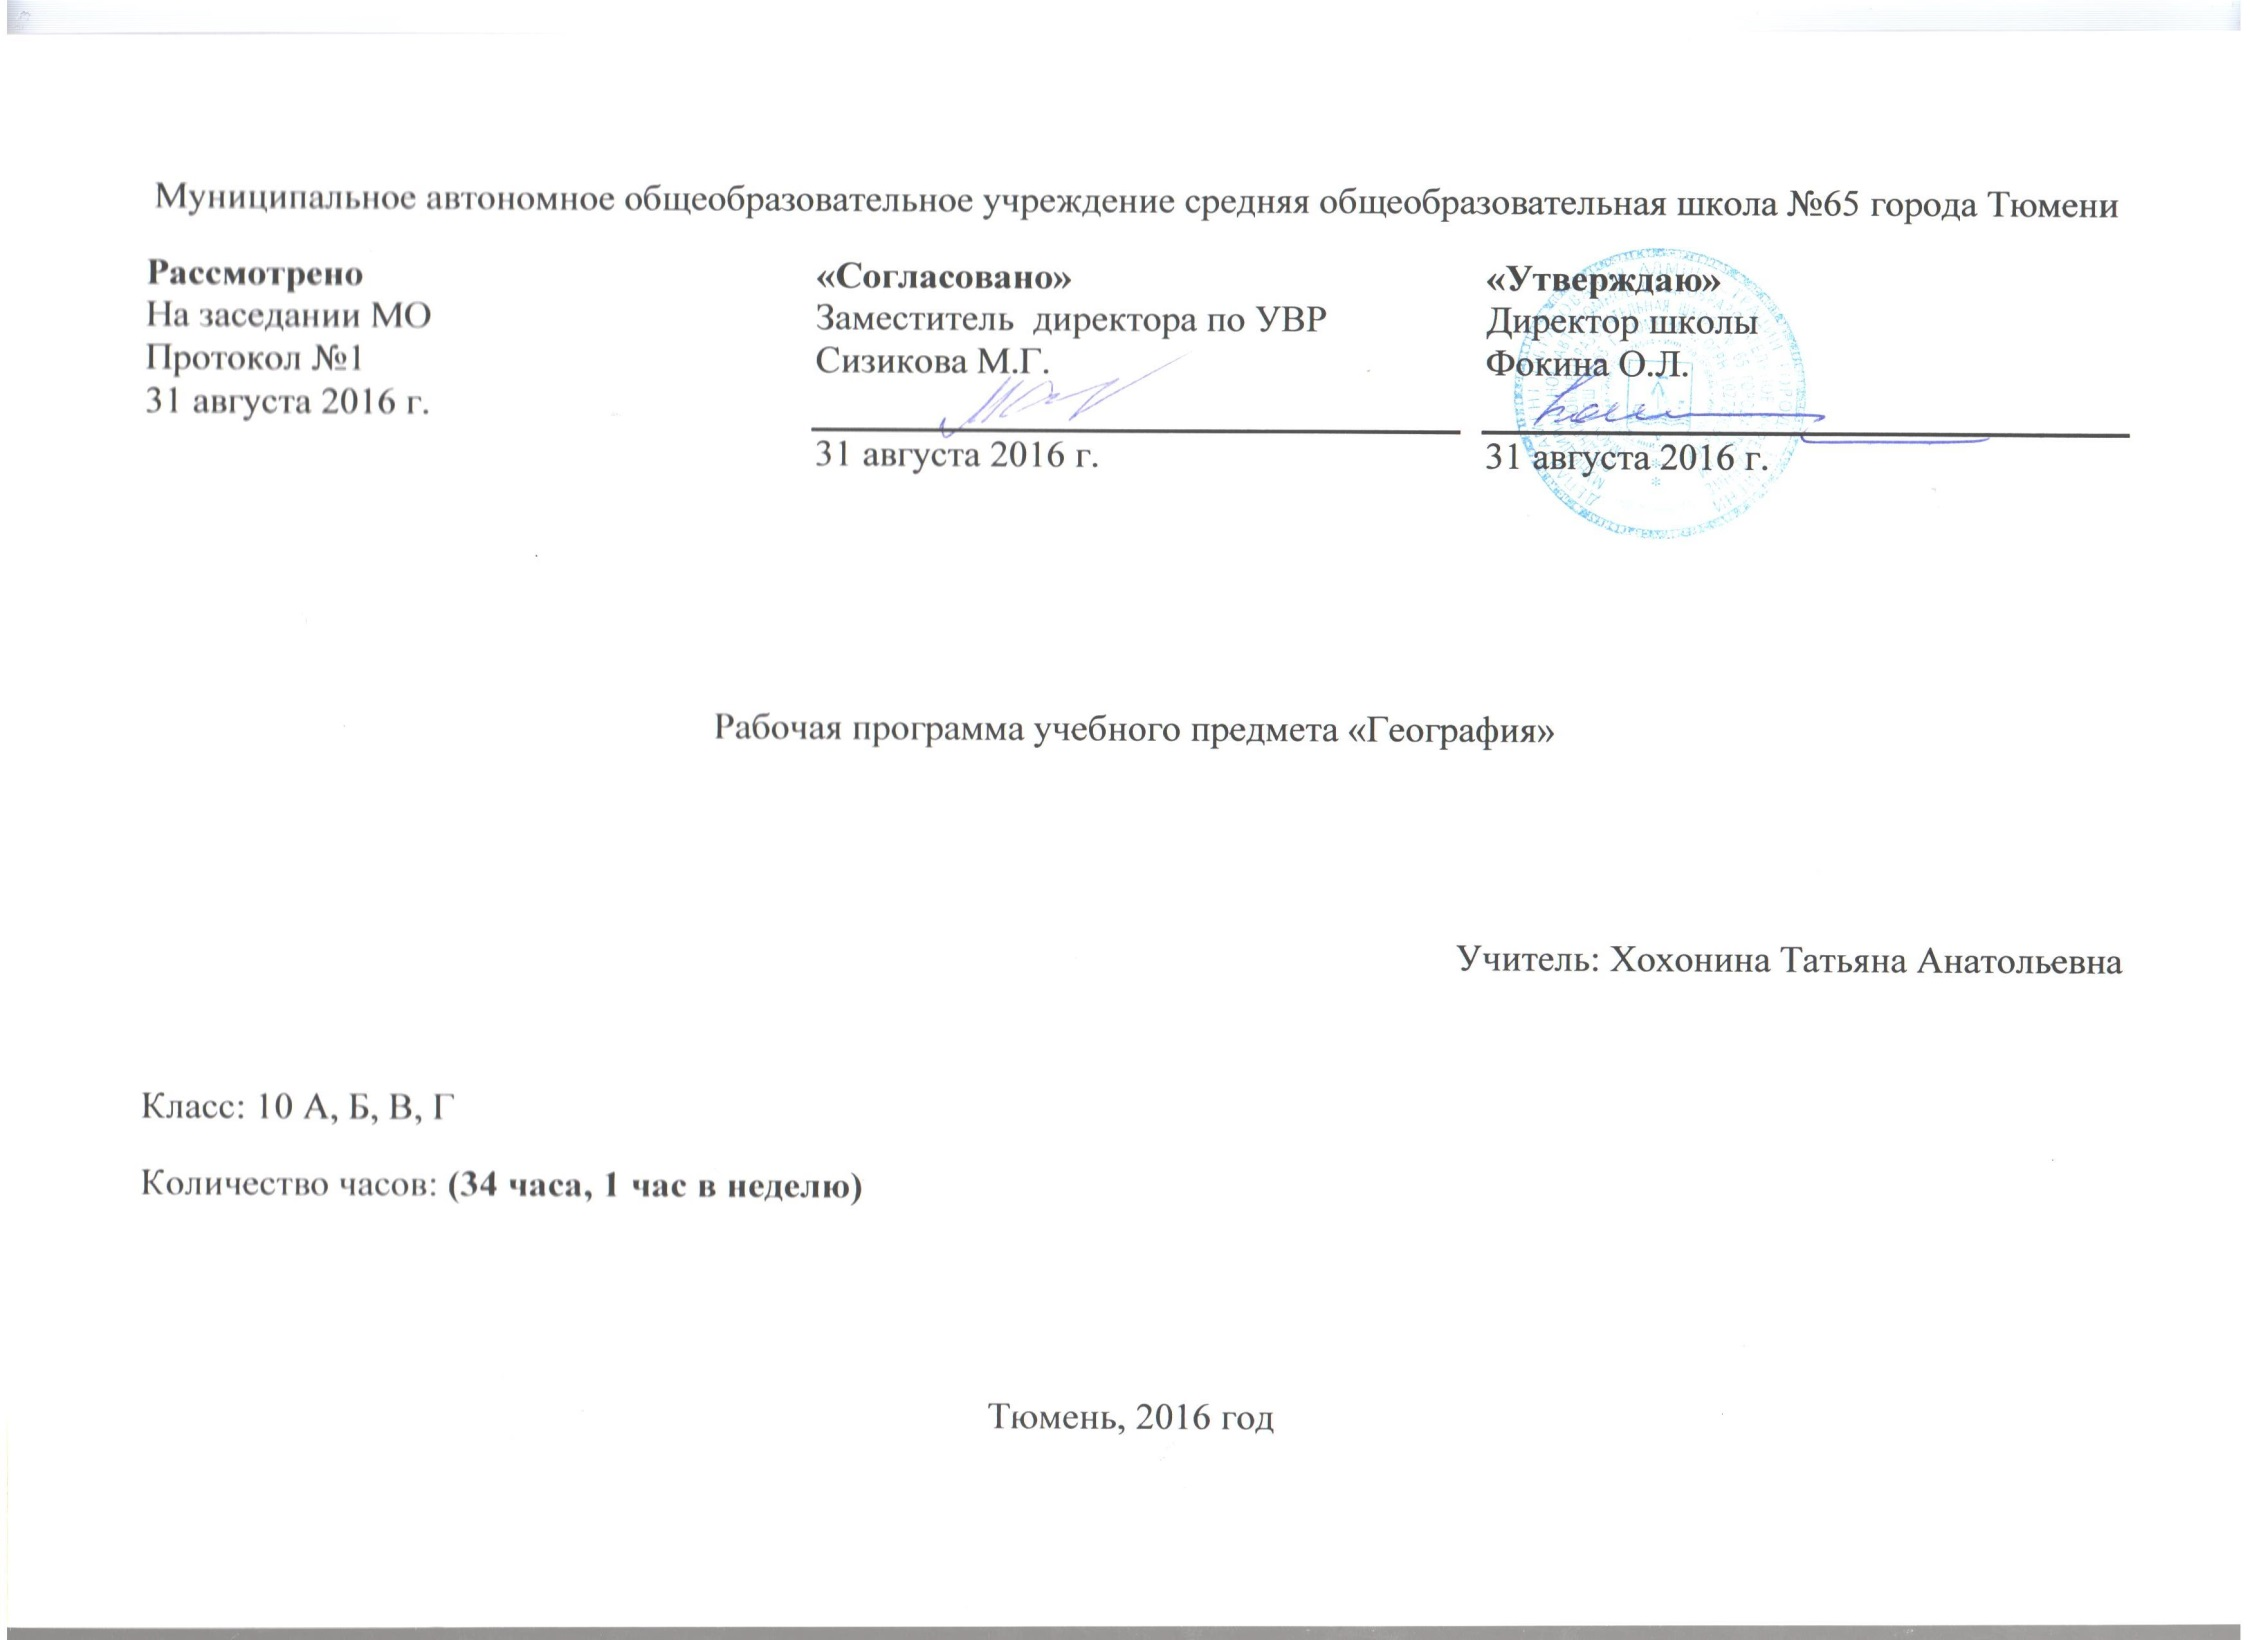 Муниципальное автономное общеобразовательное учреждение средняя общеобразовательная школа №65 города Тюмени
Рассмотрено
На заседании МО
Протокол №1
31 августа 2016 г.
«Согласовано»
Заместитель  директора по УВР
Сизикова М.Г.
31 августа 2016 г.
«Утверждаю»
Директор школы
Фокина О.Л.
31 августа 2016 г.
Рабочая программа учебного предмета «География»
Учитель: Хохонина Татьяна Анатольевна
Класс: 10 А, Б, В, Г
Количество часов: (34 часа, 1 час в неделю)
Тюмень, 2016 год